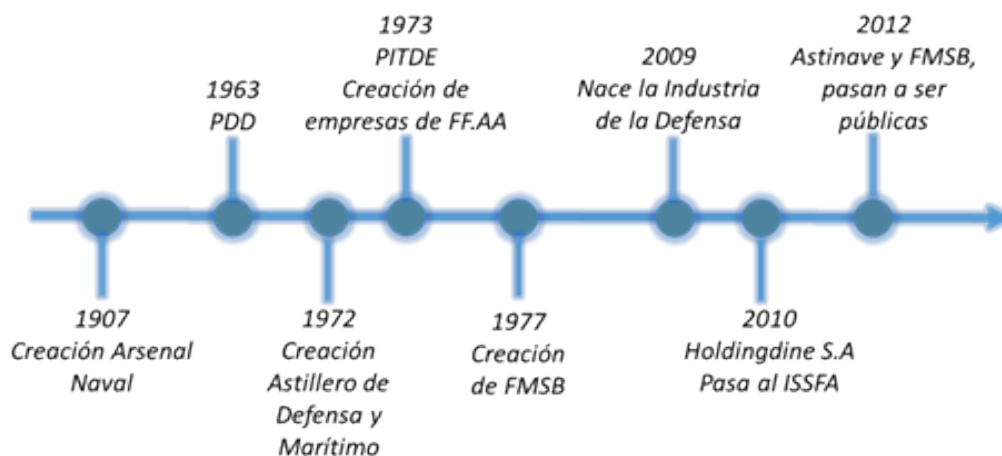 1907
Creación Arsenal
Naval
1963
PDD
1972
Creación
Astillero de
Defensa y
Marítimo
1973
PITDE
Creación de
empresas de FF.AA
1977
Creación
de FMSB
2009
Nace la Industria
de la Defensa
2010
Holdingdine S.A
Pasa al ISSFA
2012
Astinave y FMSB,
pasan a ser
públicas